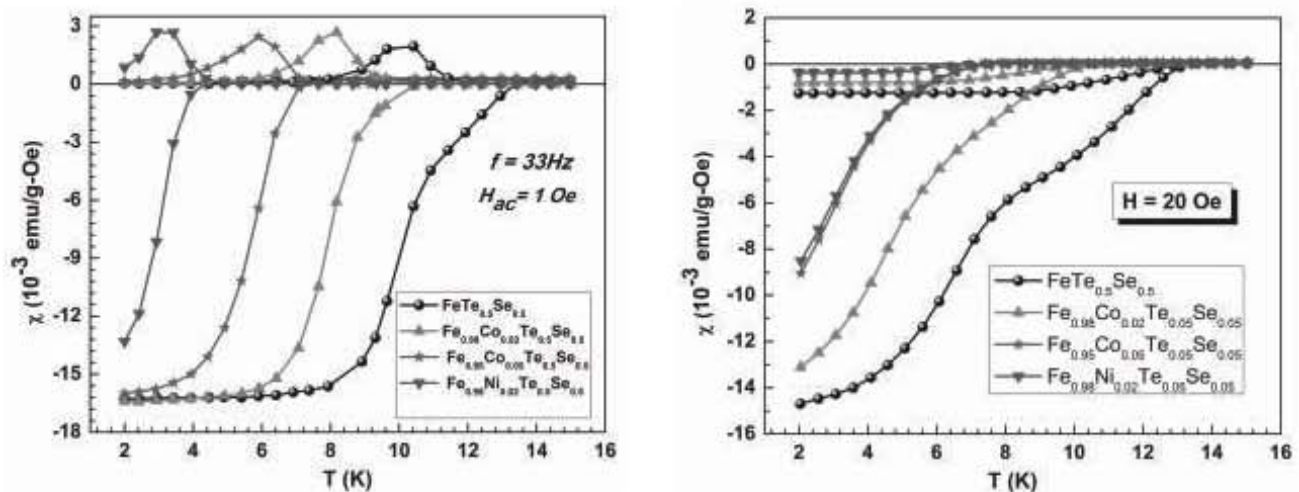 3
0
-3
-6
-9
-12
-15
-18
χ (10⁻³ emu/g-Oe)
2 4 6 8 10 12 14 16
T (K)
f = 33Hz
H_ac = 1 Oe
FeTe₀.₅Se₀.₅
Fe₀.₉₈Co₀.₀₂Te₀.₅Se₀.₅
Fe₀.₉₅Co₀.₀₅Te₀.₅Se₀.₅
Fe₀.₉₈Ni₀.₀₂Te₀.₅Se₀.₅
2
0
-2
-4
-6
-8
-10
-12
-14
-16
χ (10⁻³ emu/g-Oe)
2 4 6 8 10 12 14 16
T (K)
H = 20 Oe
FeTe₀.₅Se₀.₅
Fe₀.₉₈Co₀.₀₂Te₀.₀₅Se₀.₀₅
Fe₀.₉₅Co₀.₀₅Te₀.₀₅Se₀.₀₅
Fe₀.₉₈Ni₀.₀₂Te₀.₀₅Se₀.₀₅